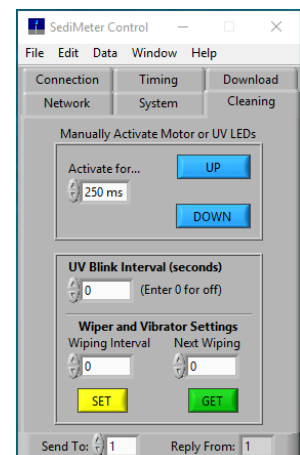 SediMeter Control
File Edit Data Window Help
Connection Timing Download
Network System Cleaning
Manually Activate Motor or UV LEDs
Activate for... UP
250 ms
DOWN
UV Blink Interval (seconds)
0 (Enter 0 for off)
Wiper and Vibrator Settings
Wiping Interval Next Wiping
0 0
SET GET
Send To: 1 Reply From: 1